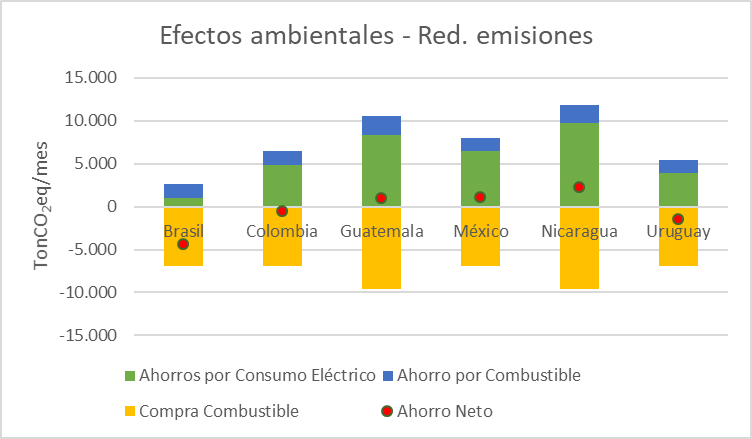 Efectos ambientales - Red. emisiones
TonCO₂eq/mes
15.000
10.000
5.000
0
-5.000
-10.000
-15.000
Brasil Colombia Guatemala México Nicaragua Uruguay
Ahorros por Consumo Eléctrico Ahorro por Combustible
Compra Combustible Ahorro Neto